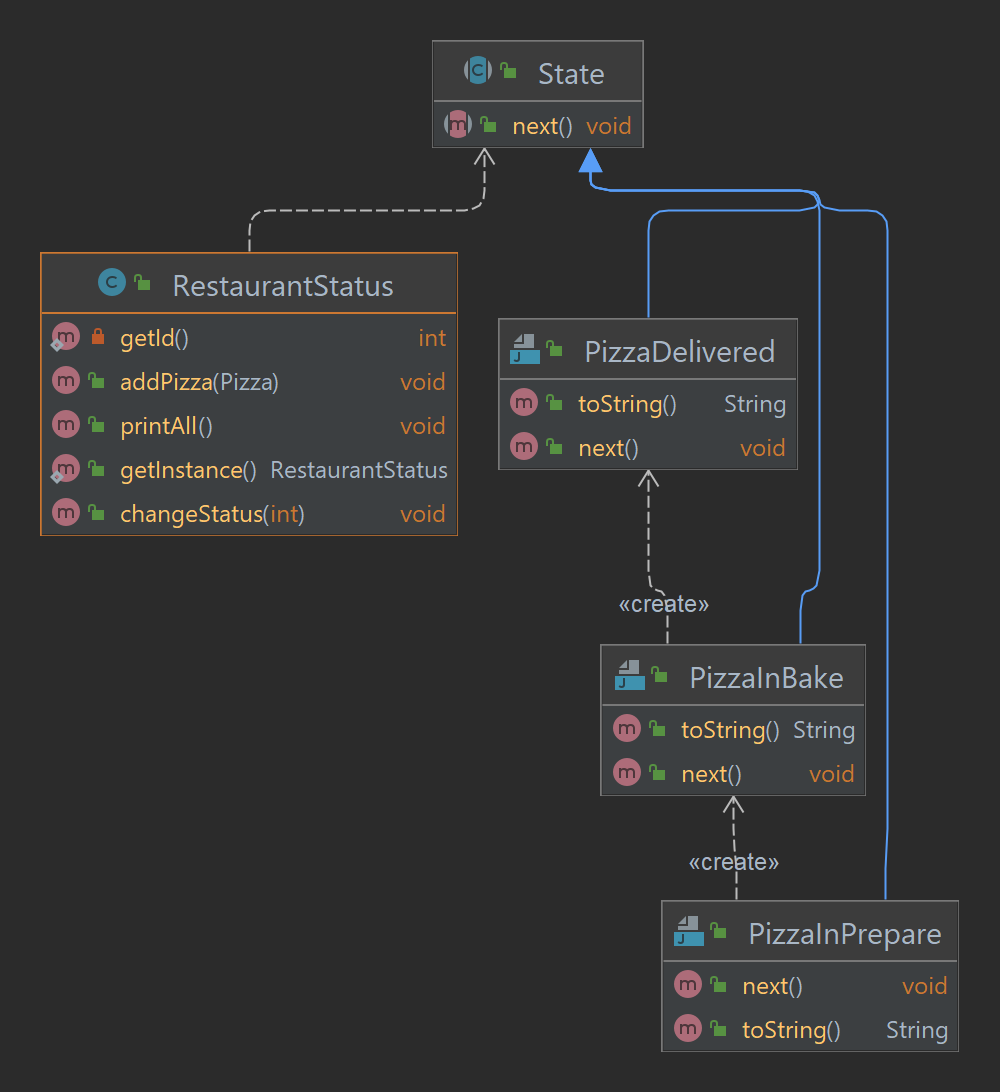 State
next() void
RestaurantStatus
getId() int
addPizza(Pizza) void
printAll() void
getInstance() RestaurantStatus
changeStatus(int) void
PizzaDelivered
toString() String
next() void
«create»
PizzaInBake
toString() String
next() void
«create»
PizzaInPrepare
next() void
toString() String